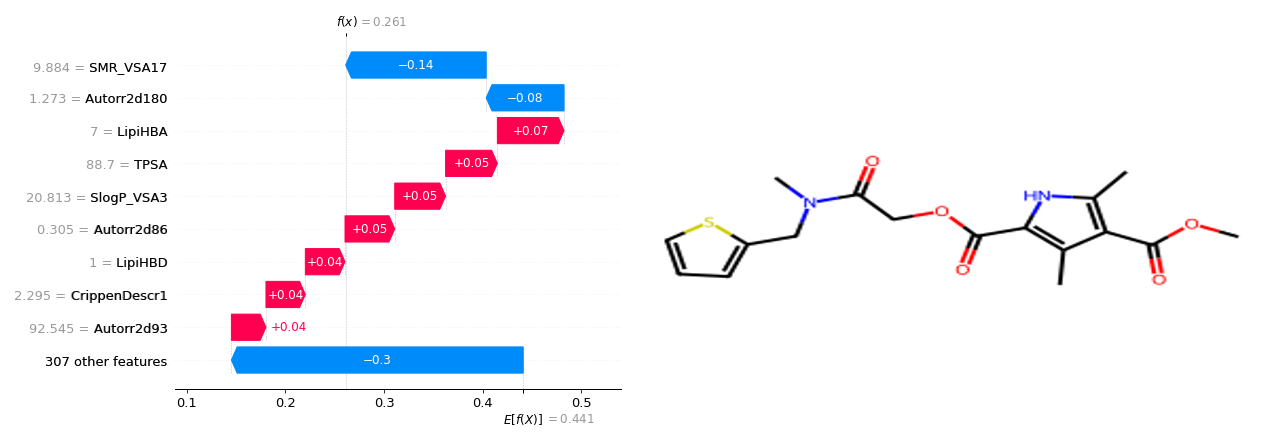 f(x) = 0.261
9.884 = SMR_VSA17
−0.14
1.273 = Autorr2d180
−0.08
7 = LipiHBA
+0.07
88.7 = TPSA
+0.05
20.813 = SlogP_VSA3
+0.05
0.305 = Autorr2d86
+0.05
1 = LipiHBD
+0.04
2.295 = CrippenDescr1
+0.04
92.545 = Autorr2d93
+0.04
307 other features
−0.3
0.1 0.2 0.3 0.4 0.5
E[f(X)] = 0.441
O
HN
N
S
O
O
O
O
O